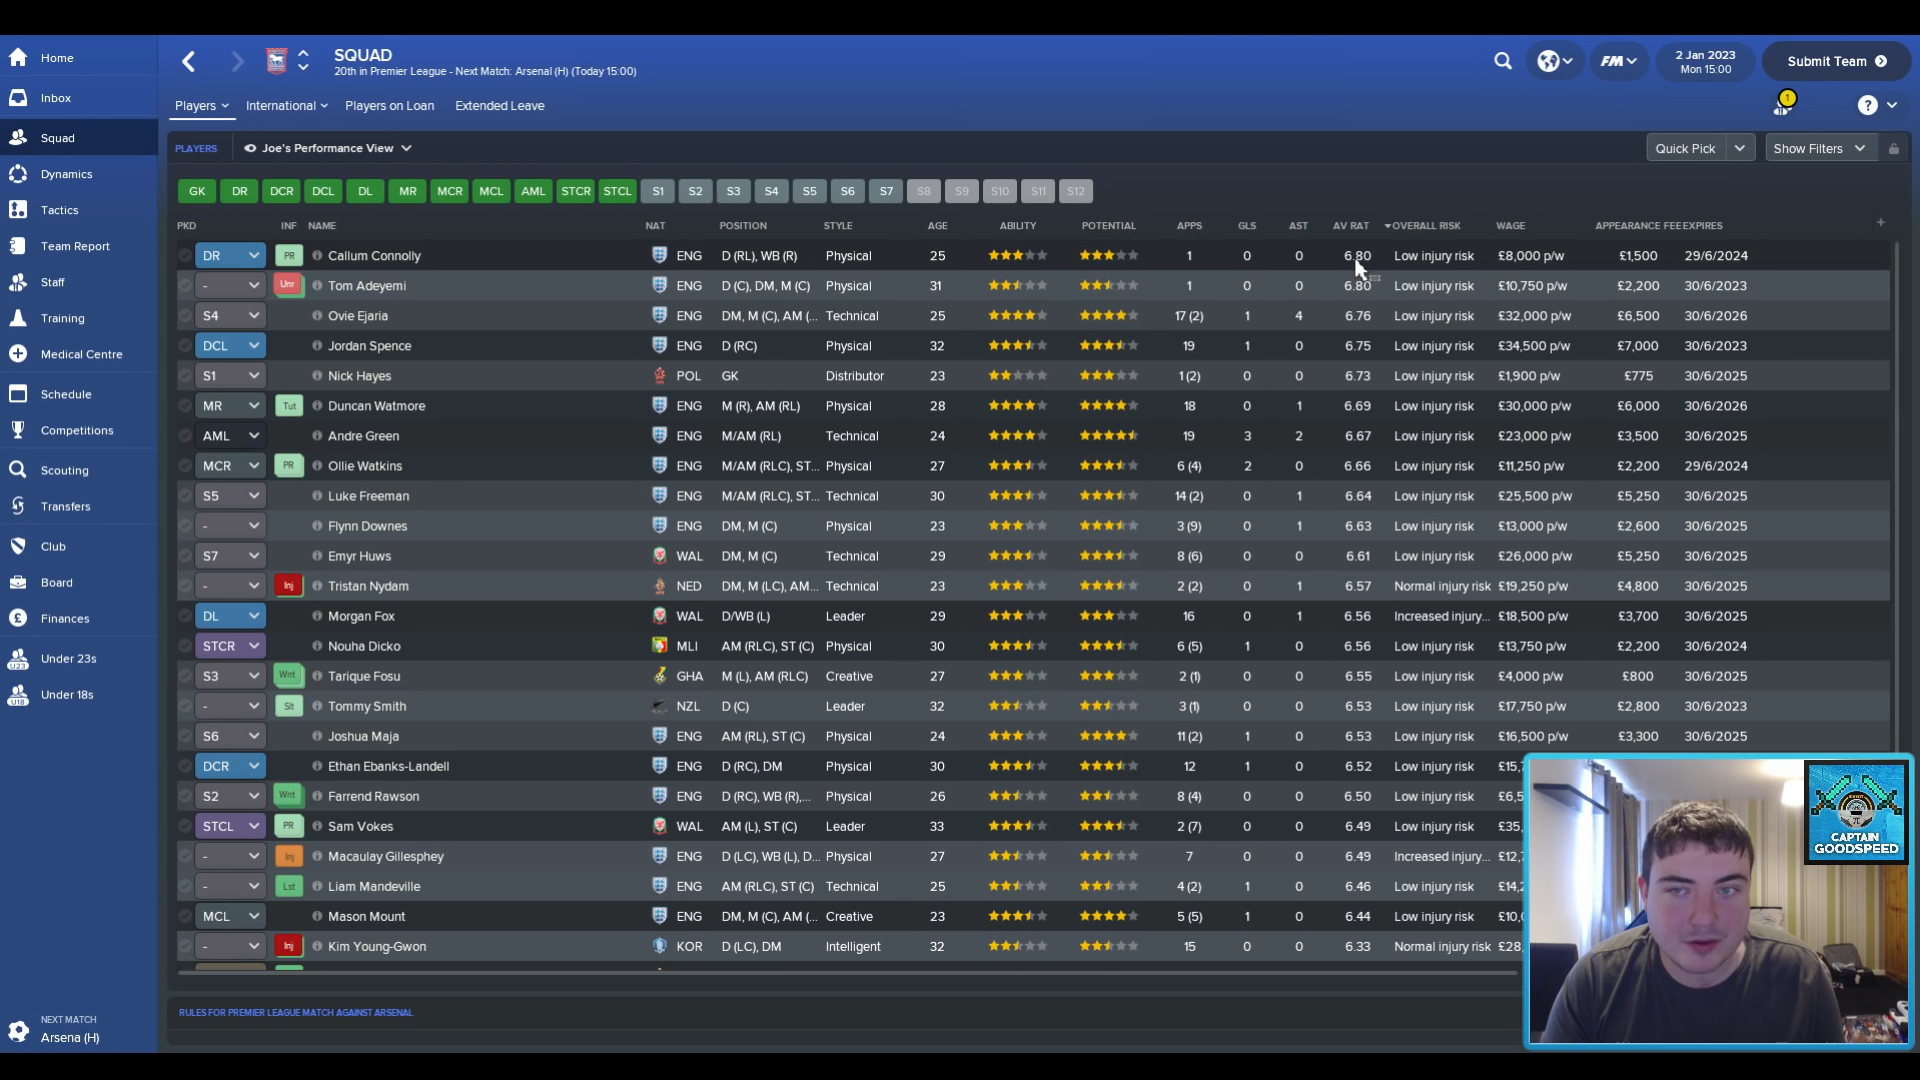 Home
Inbox
Squad
Dynamics
Tactics
Team Report
Staff
Training
Medical Centre
Schedule
Competitions
Scouting
Transfers
Club
Board
Finances
Under 23s
Under 18s
NEXT MATCH
Arsena (H)
SQUAD
20th in Premier League - Next Match: Arsenal (H) (Today 15:00)
FM
2 Jan 2023
Mon 15:00
Submit Team
Players International Players on Loan Extended Leave
1
?
PLAYERS Joe's Performance View Quick Pick Show Filters
GK DR DCR DCL DL MR MCR MCL AML STCR STCL S1 S2 S3 S4 S5 S6 S7 S8 S9 S10 S11 S12
PKD INF NAME NAT POSITION STYLE AGE ABILITY POTENTIAL APPS GLS AST AV RAT OVERALL RISK WAGE APPEARANCE FEE EXPIRES +
DR PR Callum Connolly ENG D (RL), WB (R) Physical 25 1 0 0 6.80 Low injury risk £8,000 p/w £1,500 29/6/2024
- Unr Tom Adeyemi ENG D (C), DM, M (C) Physical 31 1 0 0 6.80 Low injury risk £10,750 p/w £2,200 30/6/2023
S4 Ovie Ejaria ENG DM, M (C), AM (... Technical 25 17 (2) 1 4 6.76 Low injury risk £32,000 p/w £6,500 30/6/2026
DCL Jordan Spence ENG D (RC) Physical 32 19 1 0 6.75 Low injury risk £34,500 p/w £7,000 30/6/2023
S1 Nick Hayes POL GK Distributor 23 1 (2) 0 0 6.73 Low injury risk £1,900 p/w £775 30/6/2025
MR Tut Duncan Watmore ENG M (R), AM (RL) Physical 28 18 0 1 6.69 Low injury risk £30,000 p/w £6,000 30/6/2026
AML Andre Green ENG M/AM (RL) Technical 24 19 3 2 6.67 Low injury risk £23,000 p/w £3,500 30/6/2025
MCR PR Ollie Watkins ENG M/AM (RLC), ST... Physical 27 6 (4) 2 0 6.66 Low injury risk £11,250 p/w £2,200 29/6/2024
S5 Luke Freeman ENG M/AM (RLC), ST... Technical 30 14 (2) 0 1 6.64 Low injury risk £25,500 p/w £5,250 30/6/2025
- Flynn Downes ENG DM, M (C) Physical 23 3 (9) 0 1 6.63 Low injury risk £13,000 p/w £2,600 30/6/2025
S7 Emyr Huws WAL DM, M (C) Technical 29 8 (6) 0 0 6.61 Low injury risk £26,000 p/w £5,250 30/6/2025
- Inj Tristan Nydam NED DM, M (LC), AM... Technical 23 2 (2) 0 1 6.57 Normal injury risk £19,250 p/w £4,800 30/6/2025
DL Morgan Fox WAL D/WB (L) Leader 29 16 0 1 6.56 Increased injury... £18,500 p/w £3,700 30/6/2025
STCR Nouha Dicko MLI AM (RLC), ST (C) Physical 30 6 (5) 1 0 6.56 Low injury risk £13,750 p/w £2,200 30/6/2024
S3 Wnt Tarique Fosu GHA M (L), AM (RLC) Creative 27 2 (1) 0 0 6.55 Low injury risk £4,000 p/w £800 30/6/2025
- Slt Tommy Smith NZL D (C) Leader 32 3 (1) 0 0 6.53 Low injury risk £17,750 p/w £2,800 30/6/2023
S6 Joshua Maja ENG AM (RL), ST (C) Physical 24 11 (2) 1 0 6.53 Low injury risk £16,500 p/w £3,300 30/6/2025
DCR Ethan Ebanks-Landell ENG D (RC), DM Physical 30 12 1 0 6.52 Low injury risk £15,
S2 Wnt Farrend Rawson ENG D (RC), WB (R),... Physical 26 8 (4) 0 0 6.50 Low injury risk £6,5
STCL PR Sam Vokes WAL AM (L), ST (C) Leader 33 2 (7) 0 0 6.49 Low injury risk £35,
- Inj Macaulay Gillesphey ENG D (LC), WB (L), D... Physical 27 7 0 0 6.49 Increased injury... £12,
- Lst Liam Mandeville ENG AM (RLC), ST (C) Technical 25 4 (2) 1 0 6.46 Low injury risk £14,2
MCL Mason Mount ENG DM, M (C), AM (... Creative 23 5 (5) 1 0 6.44 Low injury risk £10,
- Inj Kim Young-Gwon KOR D (LC), DM Intelligent 32 15 0 0 6.33 Normal injury risk £28,
RULES FOR PREMIER LEAGUE MATCH AGAINST ARSENAL
CAPTAIN
GOODSPEED